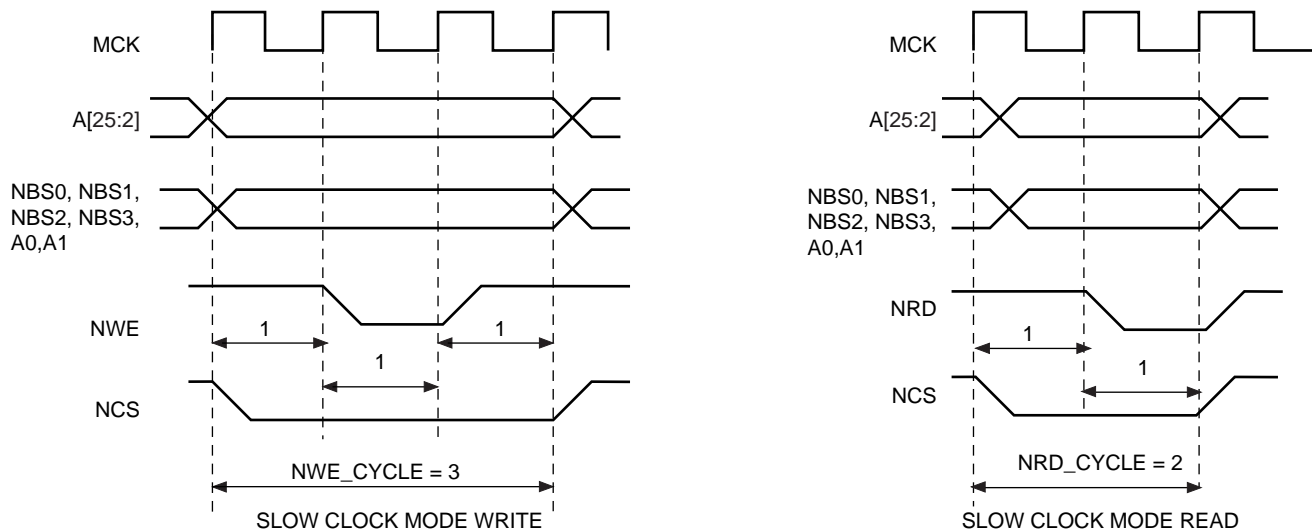 MCK
A[25:2]
NBS0, NBS1,
NBS2, NBS3,
A0,A1
NWE
1
1
1
NCS
NWE_CYCLE = 3
SLOW CLOCK MODE WRITE
MCK
A[25:2]
NBS0, NBS1,
NBS2, NBS3,
A0,A1
NRD
1
1
NCS
NRD_CYCLE = 2
SLOW CLOCK MODE READ